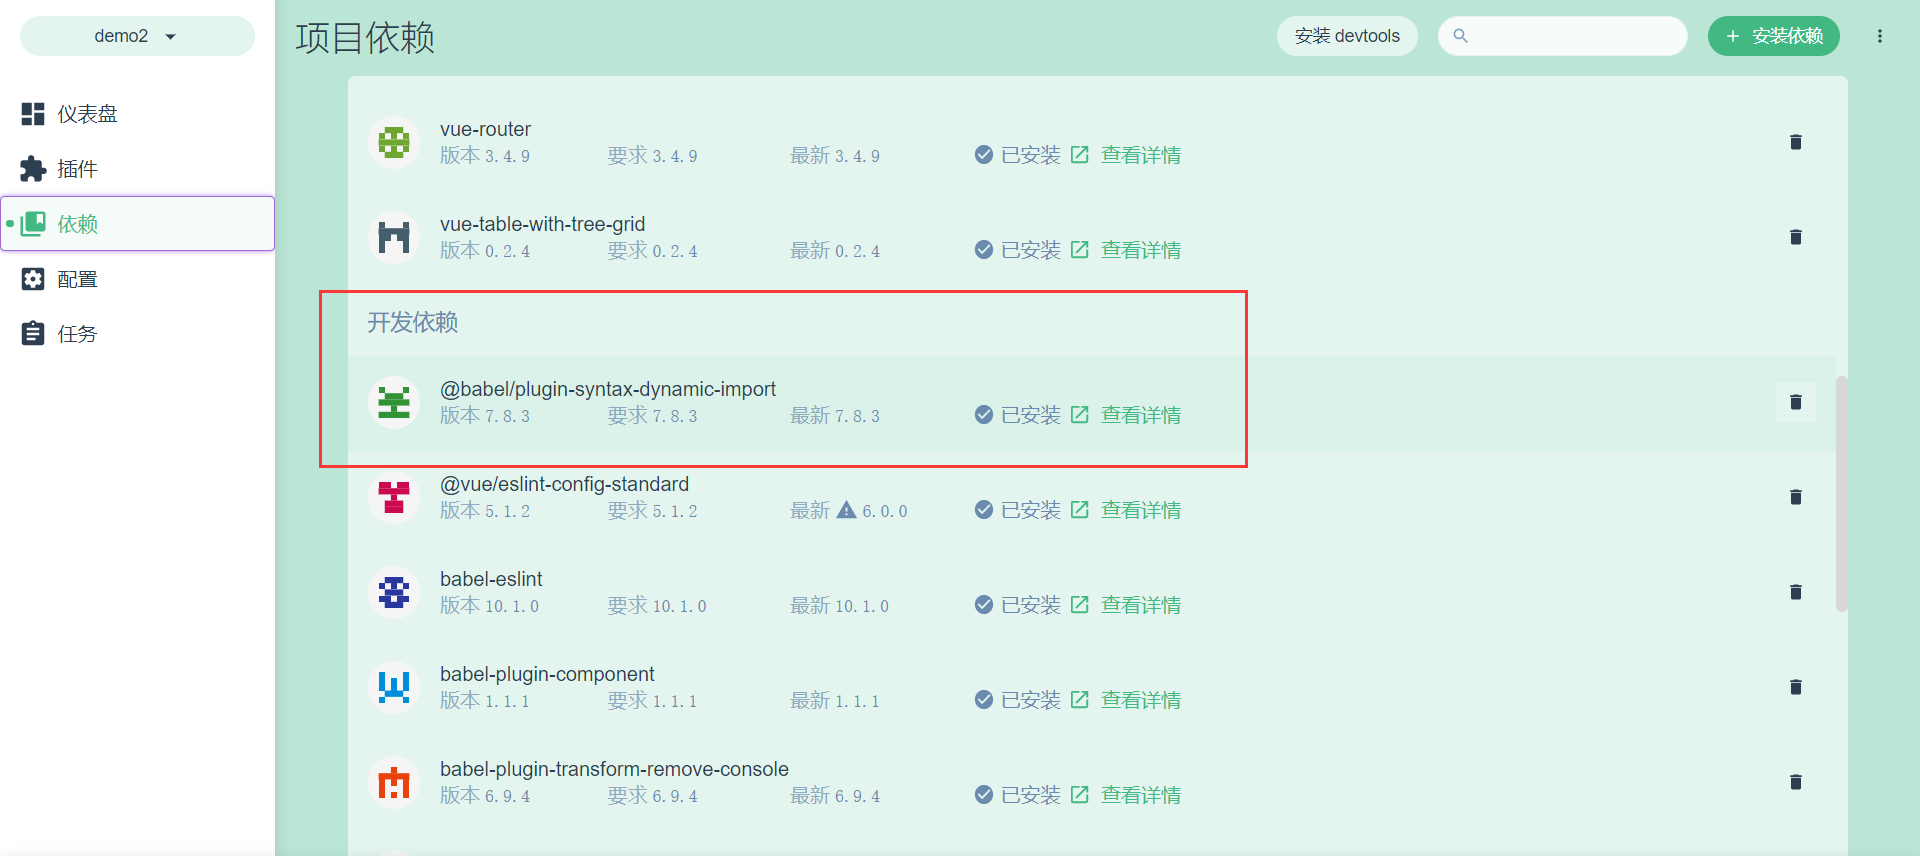 demo2
项目依赖
安装 devtools
安装依赖
仪表盘
插件
依赖
配置
任务
vue-router
版本 3.4.9 要求 3.4.9 最新 3.4.9 已安装 查看详情
vue-table-with-tree-grid
版本 0.2.4 要求 0.2.4 最新 0.2.4 已安装 查看详情
开发依赖
@babel/plugin-syntax-dynamic-import
版本 7.8.3 要求 7.8.3 最新 7.8.3 已安装 查看详情
@vue/eslint-config-standard
版本 5.1.2 要求 5.1.2 最新 6.0.0 已安装 查看详情
babel-eslint
版本 10.1.0 要求 10.1.0 最新 10.1.0 已安装 查看详情
babel-plugin-component
版本 1.1.1 要求 1.1.1 最新 1.1.1 已安装 查看详情
babel-plugin-transform-remove-console
版本 6.9.4 要求 6.9.4 最新 6.9.4 已安装 查看详情